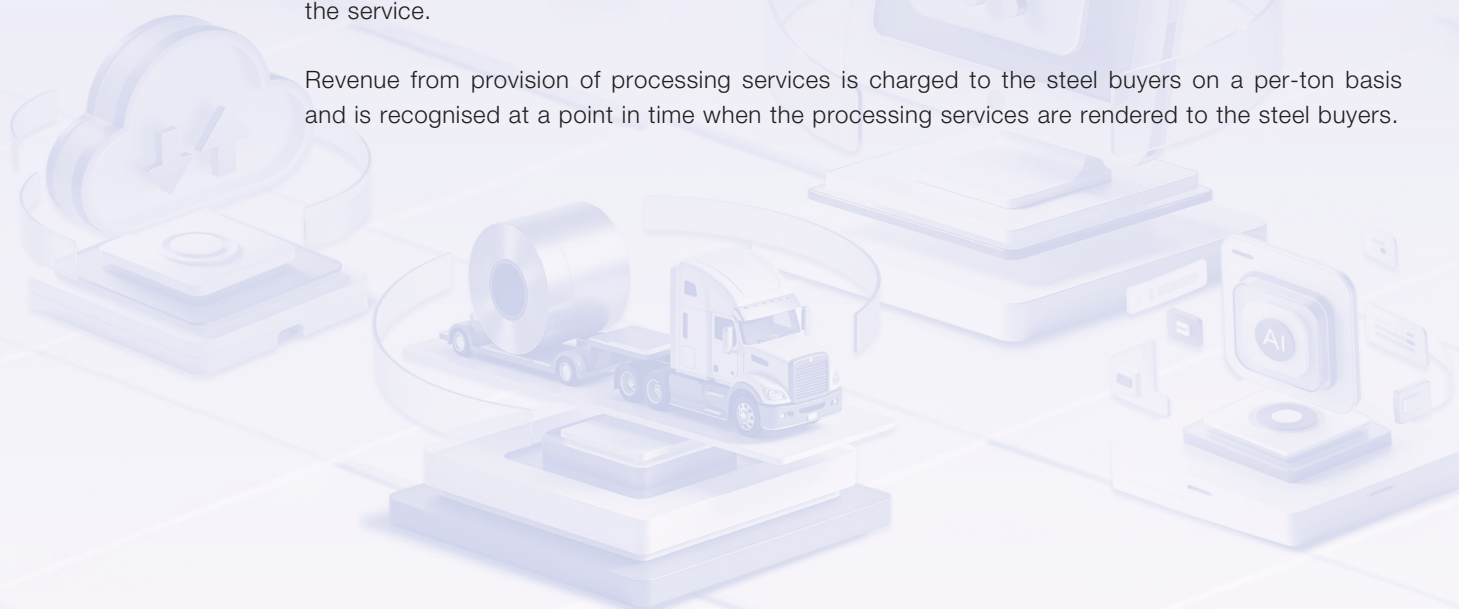 the service.
Revenue from provision of processing services is charged to the steel buyers on a per-ton basis
and is recognised at a point in time when the processing services are rendered to the steel buyers.
AI